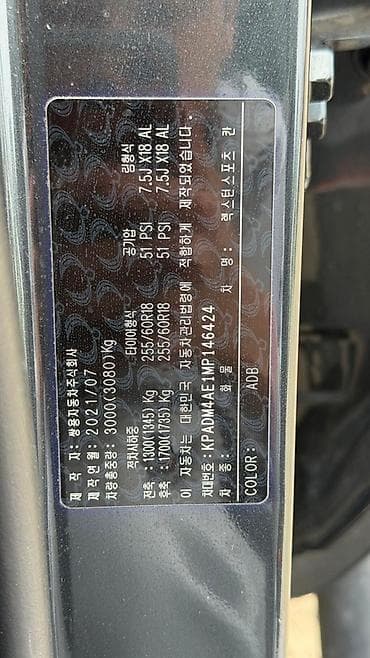 제 작 자 : 쌍용자동차주식회사
제작연월 : 2021/07
차량총중량 : 3000(3080)Kg
적차시하중 타이어형식 공기압 림형식
전축 : 1300(1345)Kg 255/60R18 51 PSI 7.5J X18 AL
후축 : 1700(1735)Kg 255/60R18 51 PSI 7.5J X18 AL
이 자동차는 대한민국 자동차관리법령에 적합하게 제작되었습니다.
차대번호 : KPADM4AE1MP146424
차 종 : 화 물 차 명 : 렉스턴스포츠 칸
COLOR : ADB